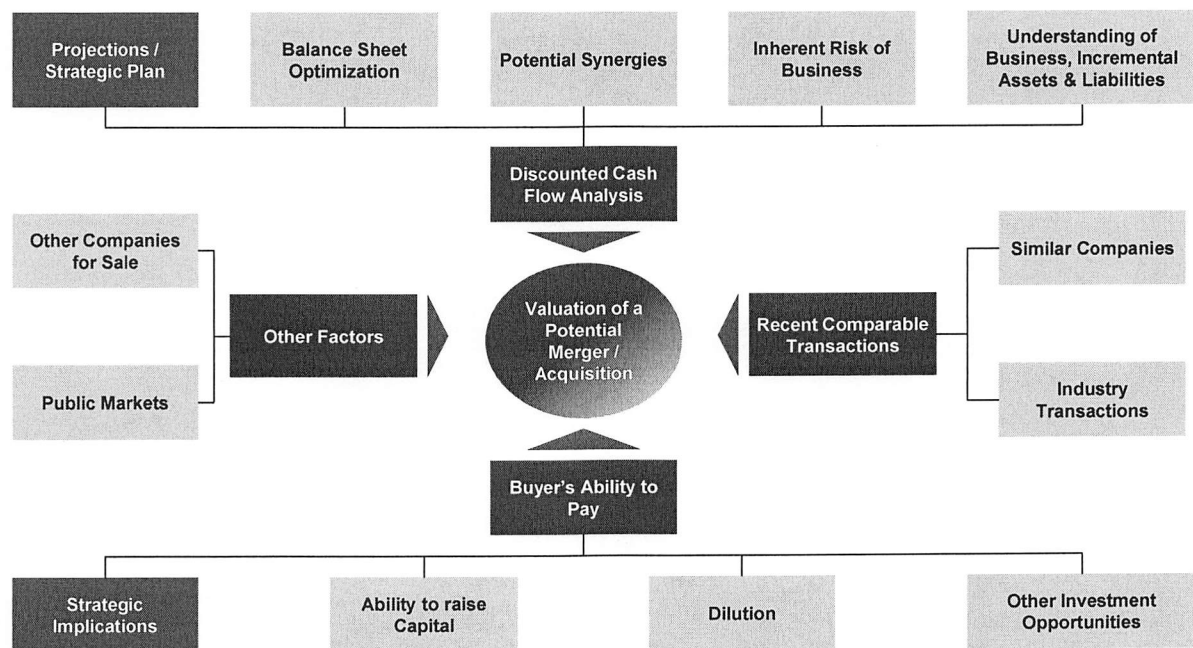 Projections /
Strategic Plan
Balance Sheet
Optimization
Potential Synergies
Inherent Risk of
Business
Understanding of
Business, Incremental
Assets & Liabilities
Discounted Cash
Flow Analysis
Other Companies
for Sale
Similar Companies
Other Factors
Valuation of a
Potential
Merger /
Acquisition
Recent Comparable
Transactions
Public Markets
Industry
Transactions
Buyer's Ability to
Pay
Strategic
Implications
Ability to raise
Capital
Dilution
Other Investment
Opportunities